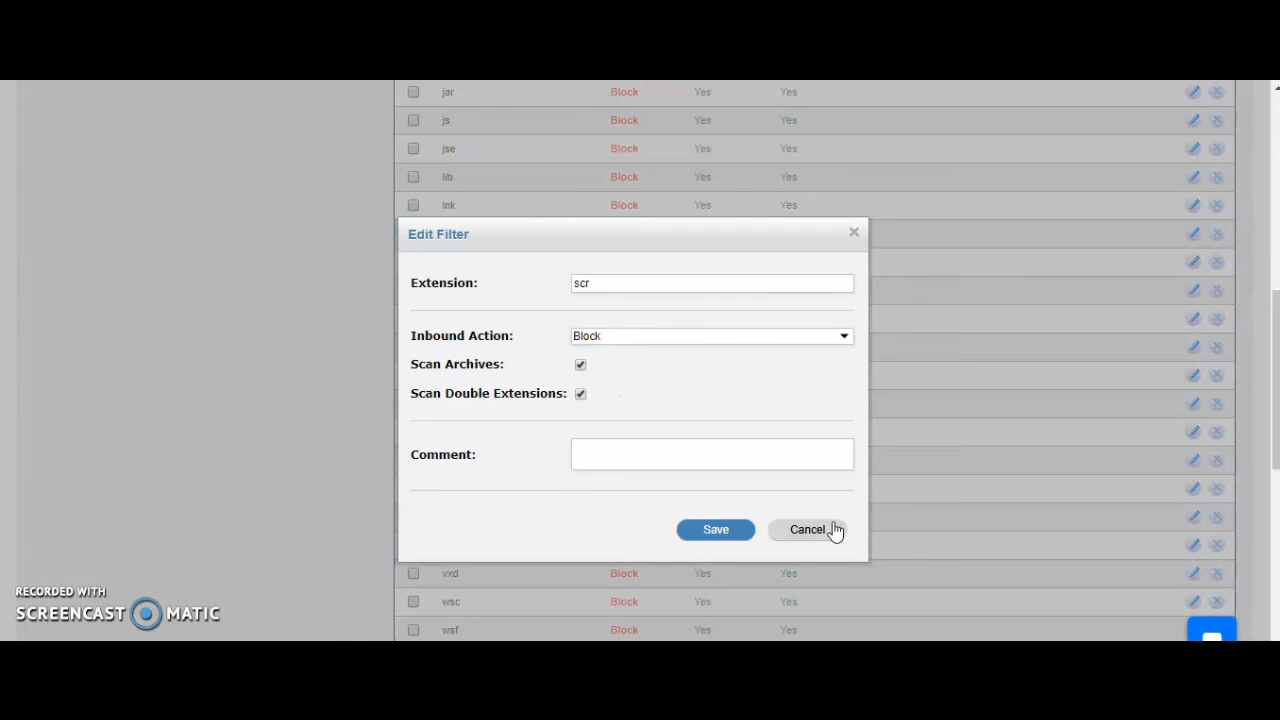 jar Block Yes Yes
js Block Yes Yes
jse Block Yes Yes
lib Block Yes Yes
lnk Block Yes Yes
Edit Filter
Extension: scr
Inbound Action: Block
Scan Archives:
Scan Double Extensions:
Comment:
Save Cancel
vxd Block Yes Yes
wsc Block Yes Yes
wsf Block Yes Yes
RECORDED WITH
SCREENCAST MATIC